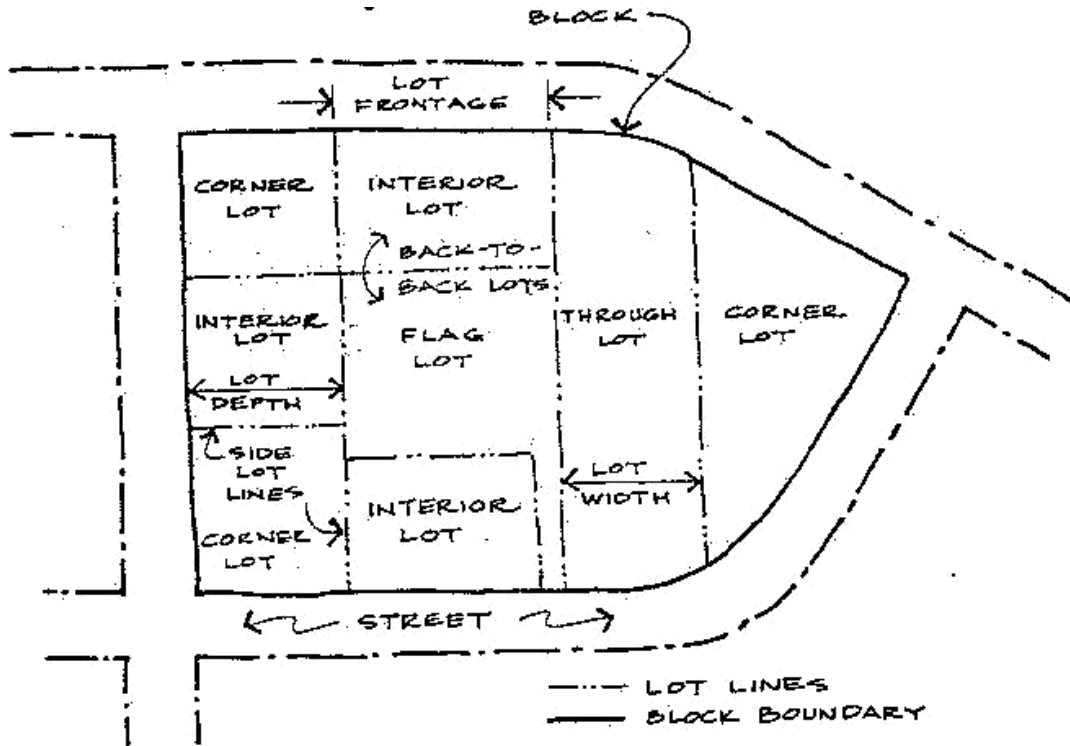 BLOCK
LOT
FRONTAGE
CORNER
LOT
INTERIOR
LOT
BACK-TO-
BACK LOTS
INTERIOR
LOT
FLAG
LOT
THROUGH
LOT
CORNER
LOT
LOT
DEPTH
SIDE
LOT
LINES
LOT
WIDTH
INTERIOR
LOT
CORNER
LOT
STREET
LOT LINES
BLOCK BOUNDARY